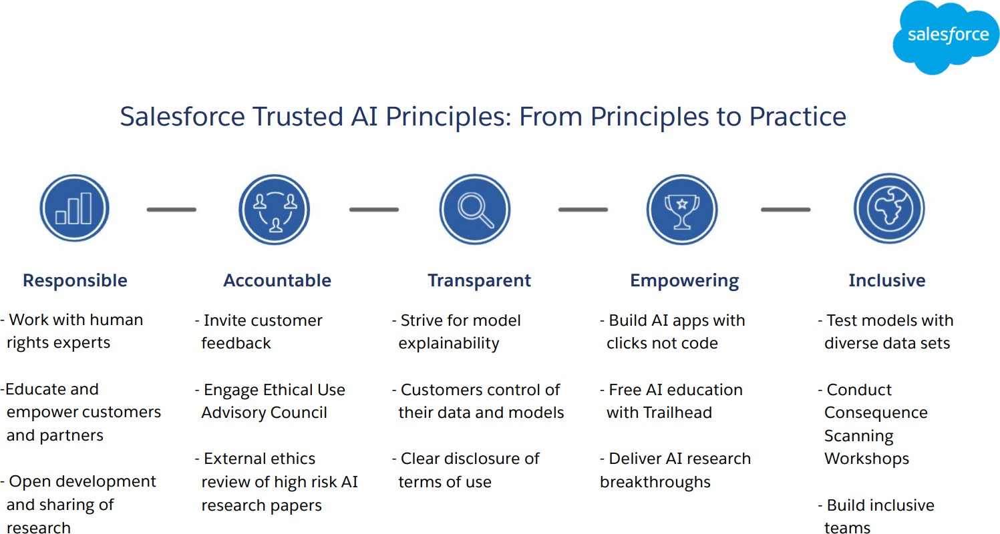 salesforce
Salesforce Trusted AI Principles: From Principles to Practice
Responsible
- Work with human
rights experts
-Educate and
empower customers
and partners
- Open development
and sharing of
research
Accountable
- Invite customer
feedback
- Engage Ethical Use
Advisory Council
- External ethics
review of high risk AI
research papers
Transparent
- Strive for model
explainability
- Customers control of
their data and models
- Clear disclosure of
terms of use
Empowering
- Build AI apps with
clicks not code
- Free AI education
with Trailhead
- Deliver AI research
breakthroughs
Inclusive
- Test models with
diverse data sets
- Conduct
Consequence
Scanning
Workshops
- Build inclusive
teams